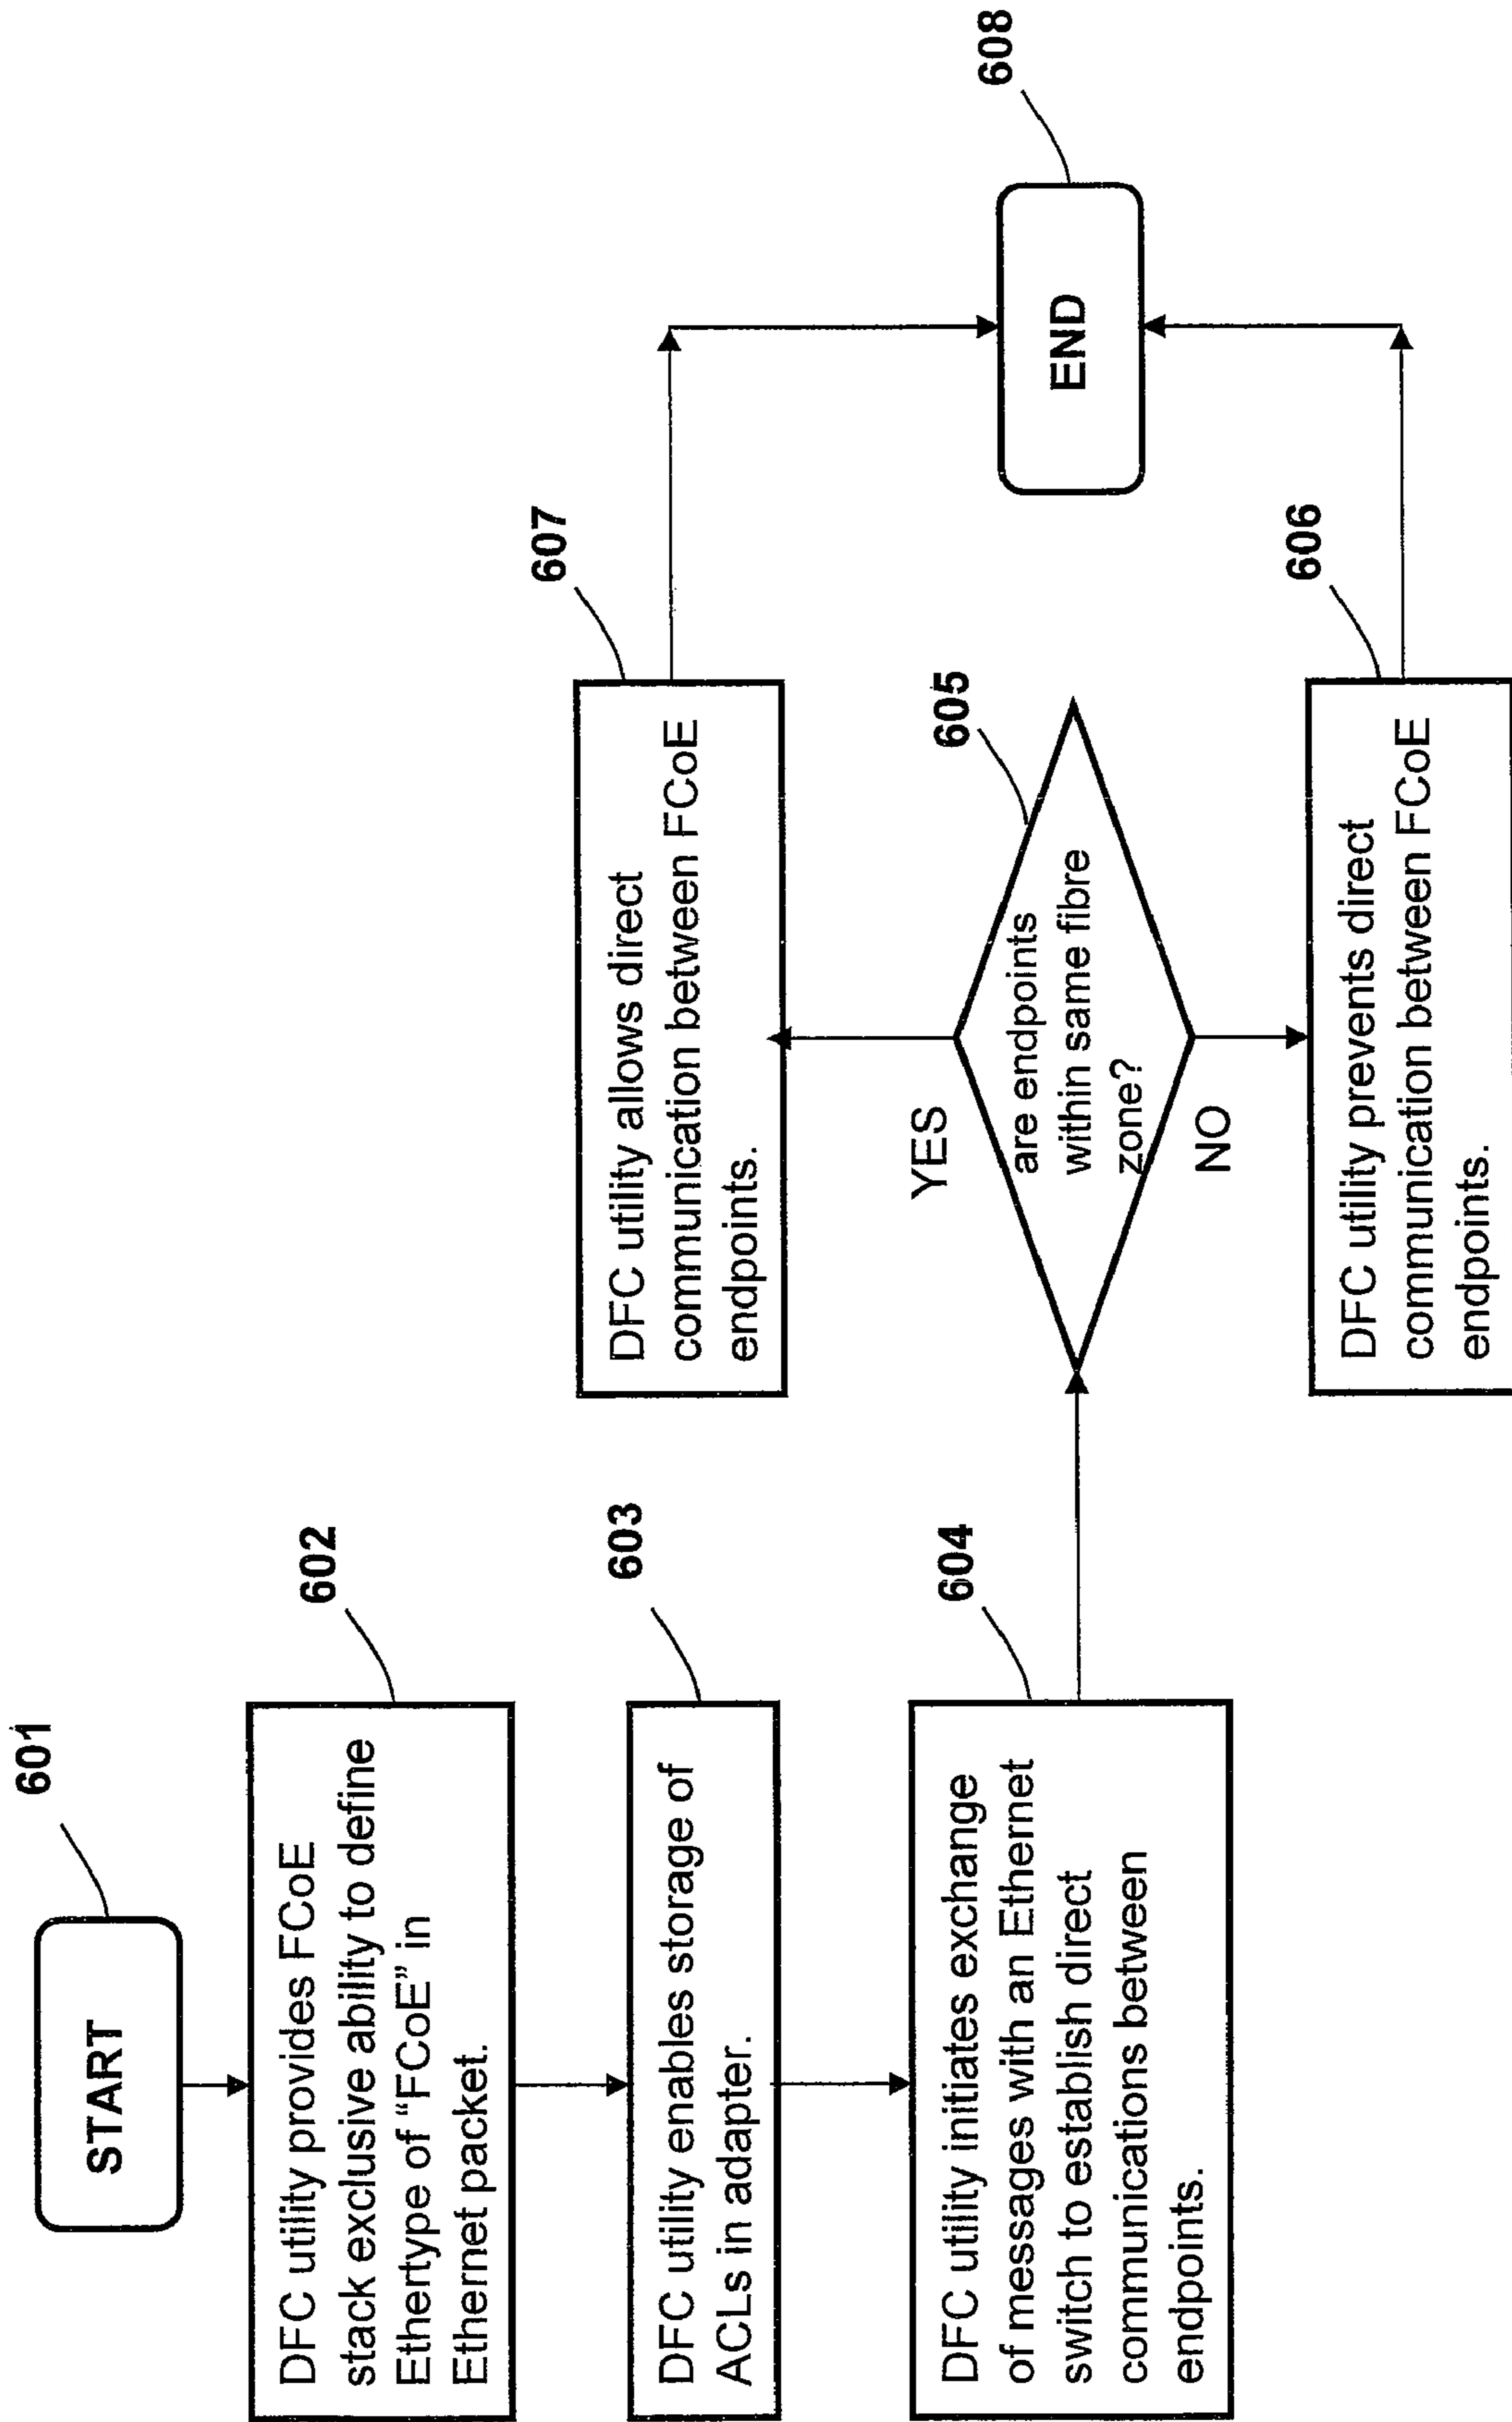 601
START
602
DFC utility provides FCoE
stack exclusive ability to define
Ethertype of “FCoE” in
Ethernet packet.
603
DFC utility enables storage of
ACLs in adapter.
604
DFC utility initiates exchange
of messages with an Ethernet
switch to establish direct
communications between
endpoints.
605
are endpoints
within same fibre
zone?
YES
NO
607
DFC utility allows direct
communication between FCoE
endpoints.
606
DFC utility prevents direct
communication between FCoE
endpoints.
608
END